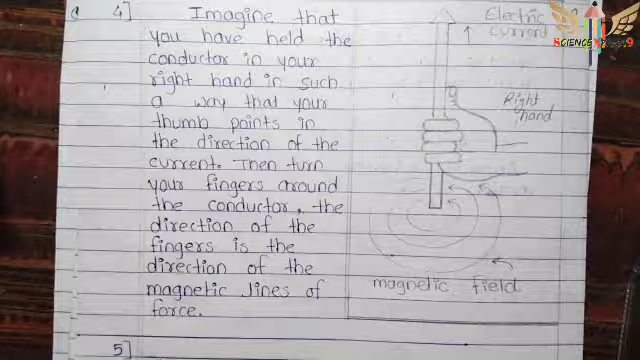 4]
Imagine that
you have held the
conductor in your
right hand in such
a way that your
thumb points in
the direction of the
current. Then turn
your fingers around
the conductor, the
direction of the
fingers is the
direction of the
magnetic lines of
force.
5]
Electric
current
Right
hand
magnetic field